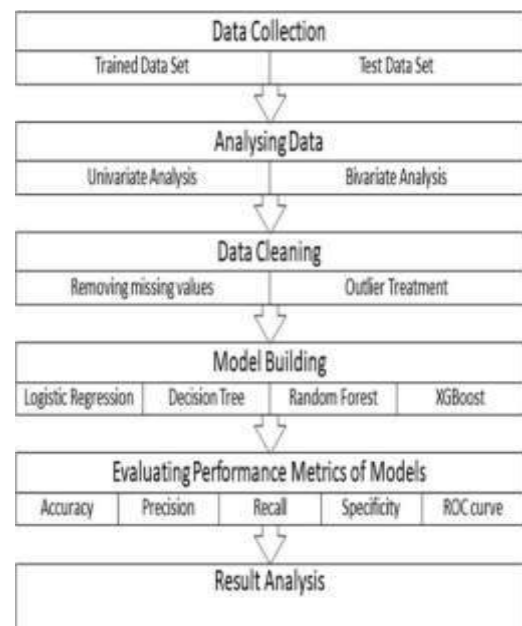 Data Collection
Trained Data Set Test Data Set
Analysing Data
Univariate Analysis Bivariate Analysis
Data Cleaning
Removing missing values Outlier Treatment
Model Building
Logistic Regression Decision Tree Random Forest XGBoost
Evaluating Performance Metrics of Models
Accuracy Precision Recall Specificity ROC curve
Result Analysis